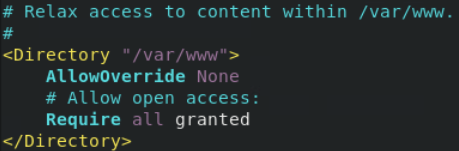 # Relax access to content within /var/www.
#
<Directory "/var/www">
    AllowOverride None
    # Allow open access:
    Require all granted
</Directory>